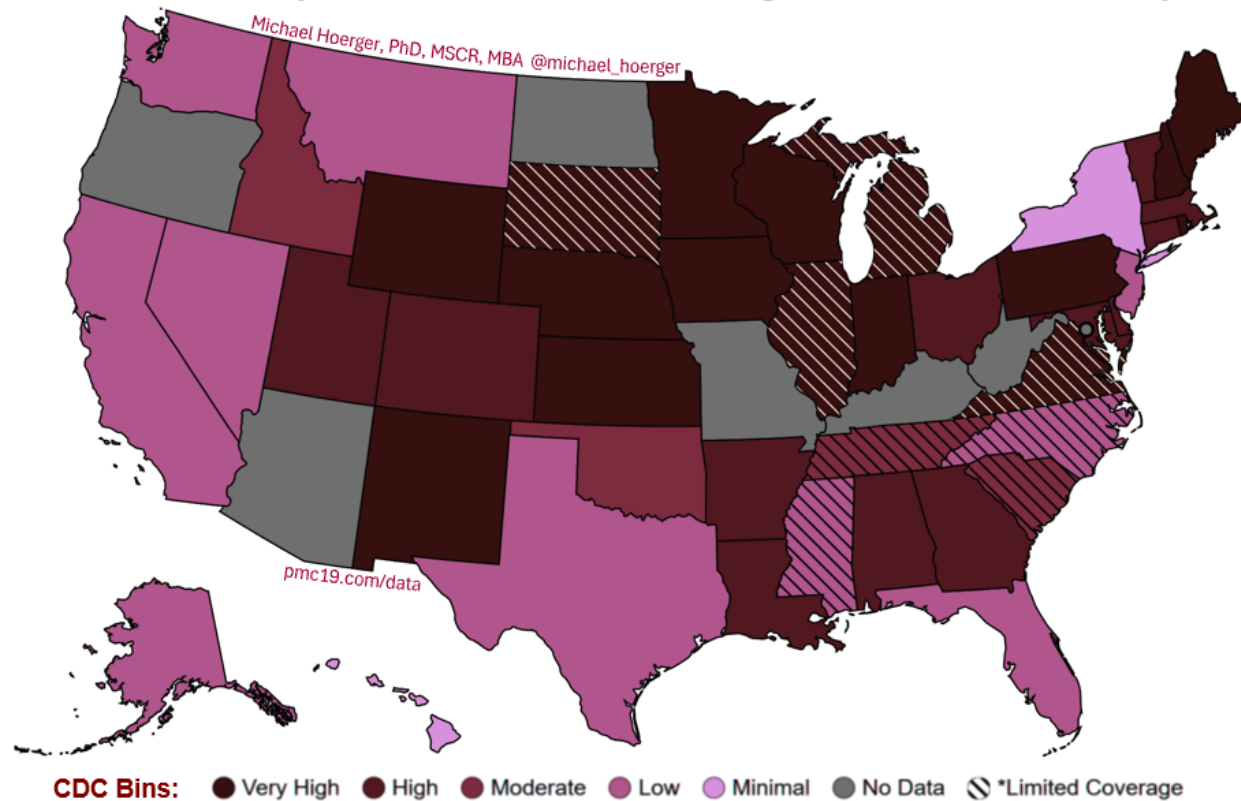 Michael Hoerger, PhD, MSCR, MBA @michael_hoerger
pmc19.com/data
CDC Bins: Very High High Moderate Low Minimal No Data *Limited Coverage